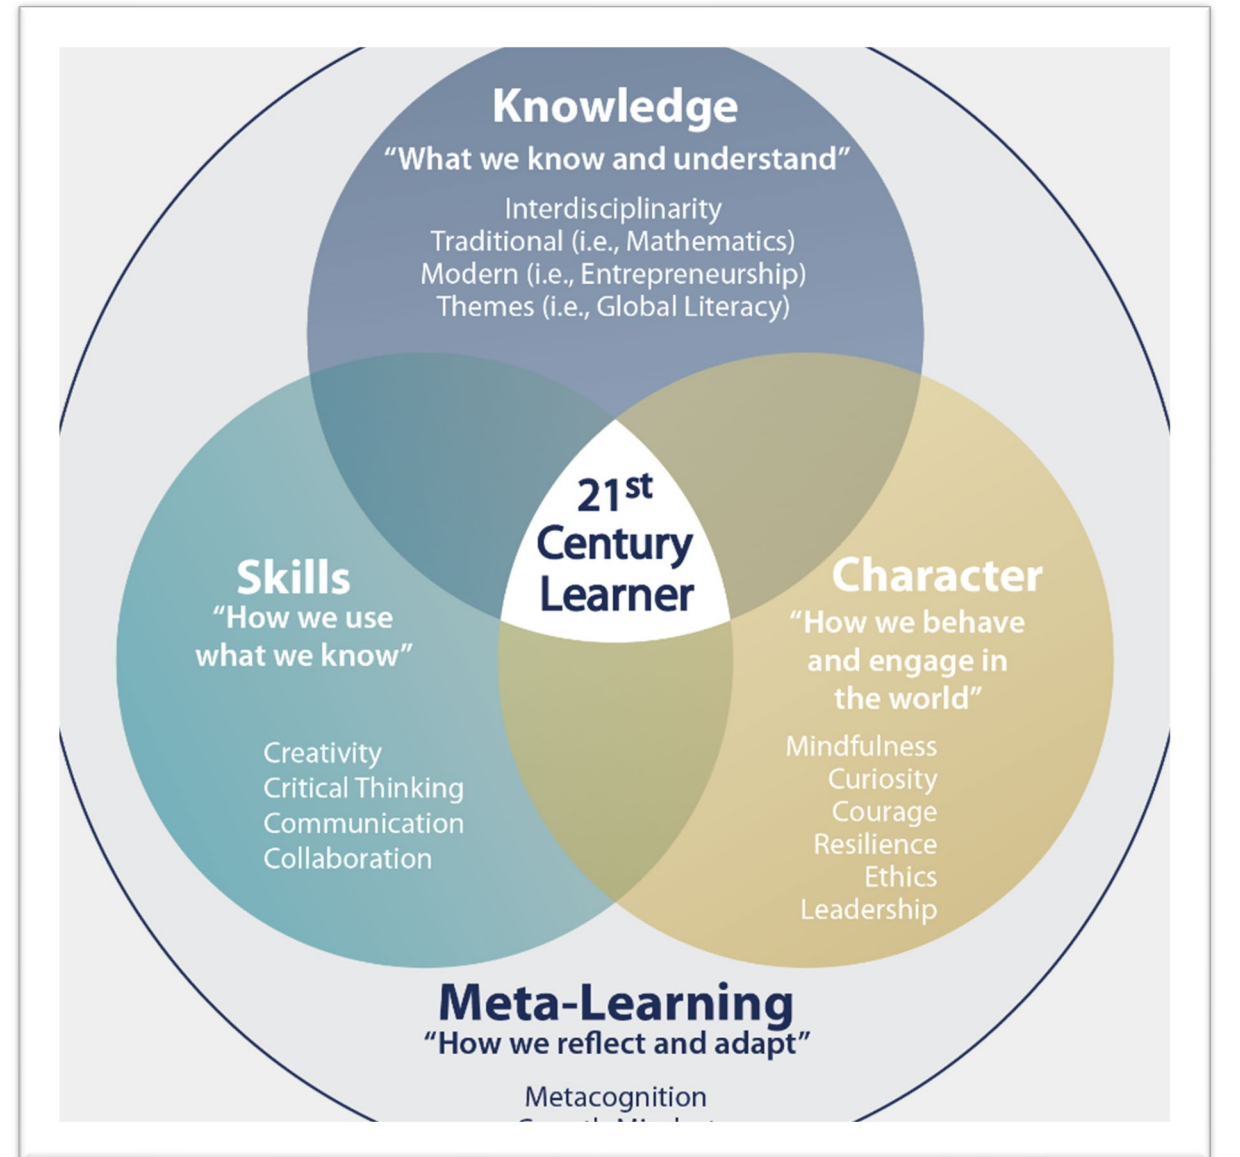 Knowledge
“What we know and understand”
Interdisciplinarity
Traditional (i.e., Mathematics)
Modern (i.e., Entrepreneurship)
Themes (i.e., Global Literacy)
21st
Century
Learner
Skills
“How we use
what we know”
Creativity
Critical Thinking
Communication
Collaboration
Character
“How we behave
and engage in
the world”
Mindfulness
Curiosity
Courage
Resilience
Ethics
Leadership
Meta-Learning
“How we reflect and adapt”
Metacognition